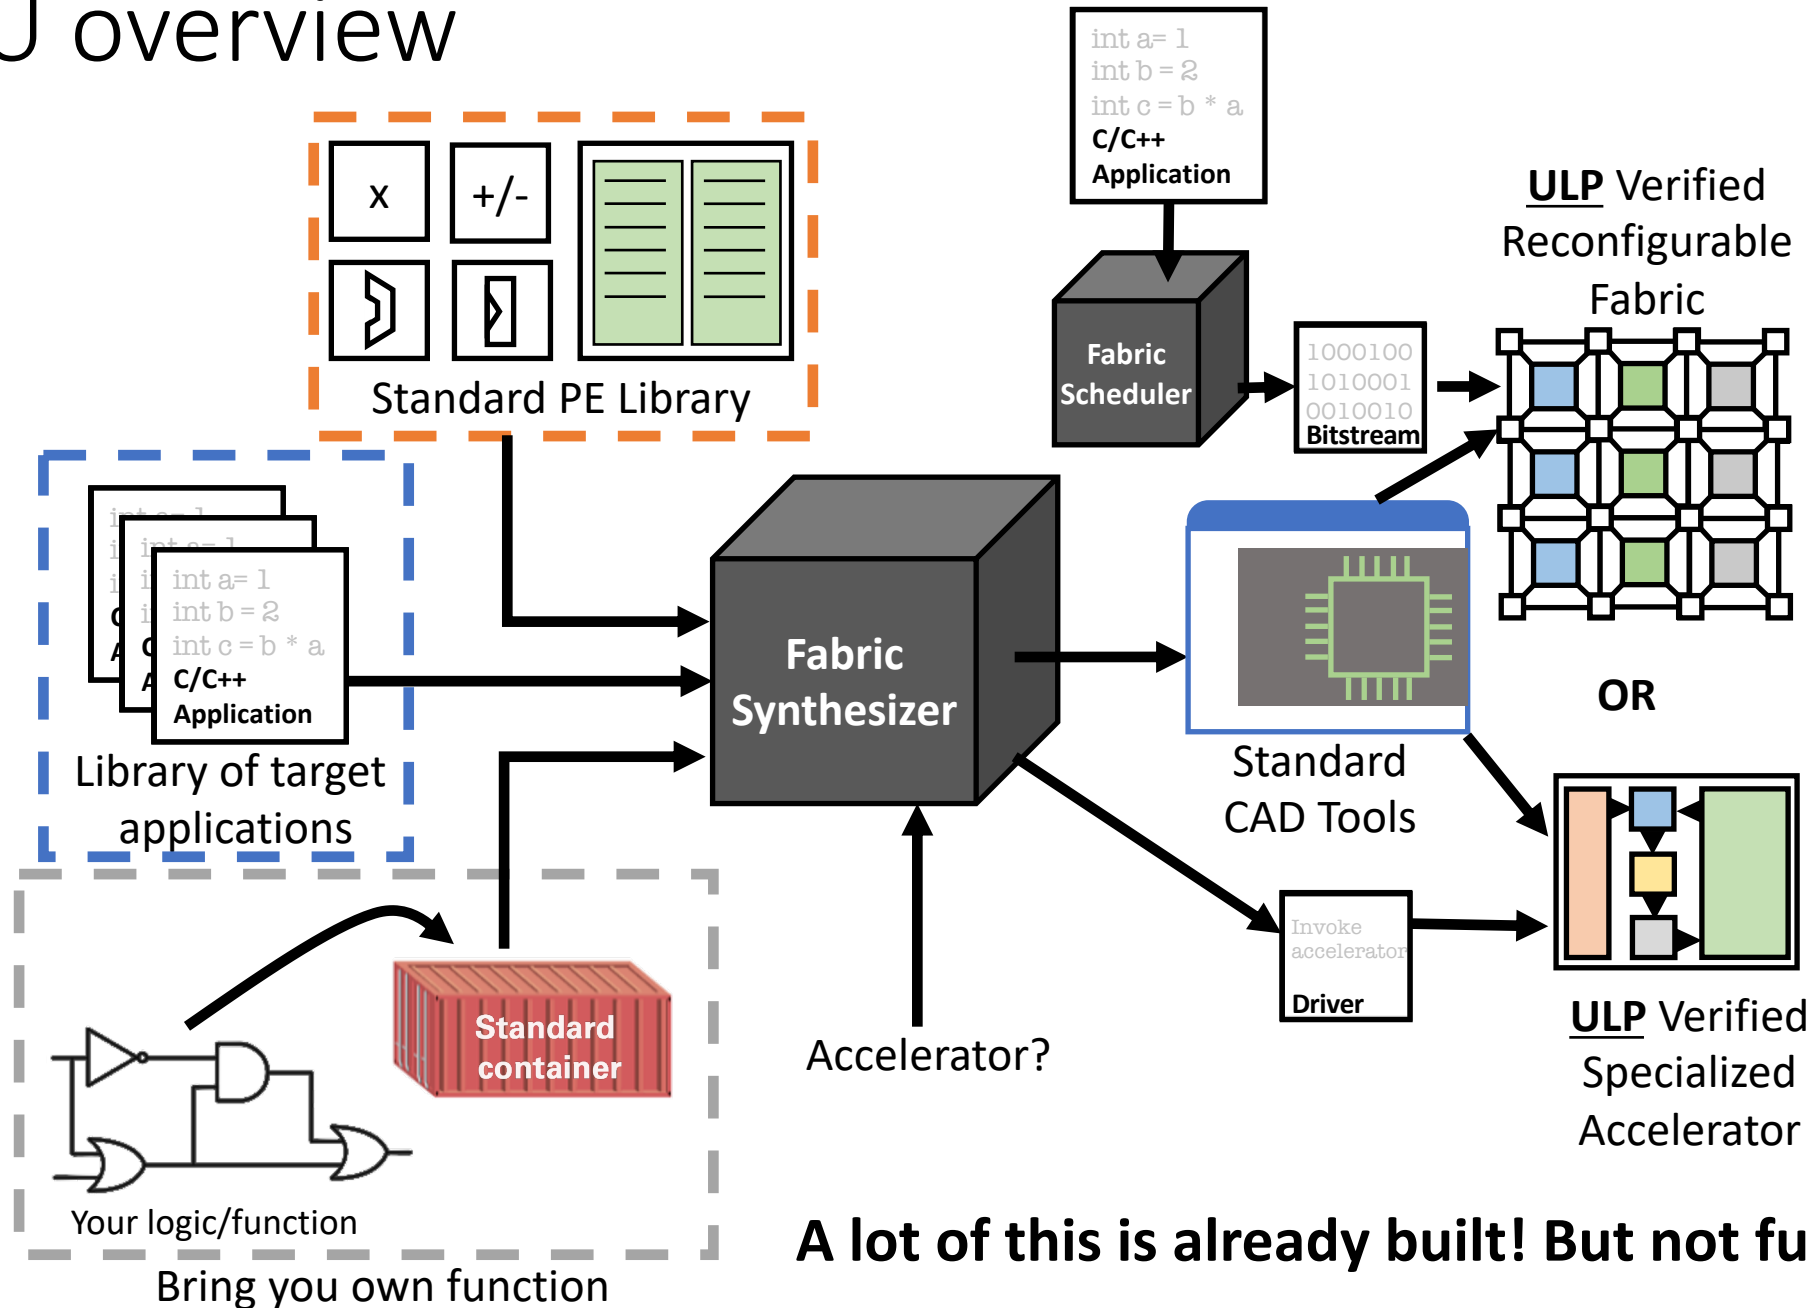 overview
int a= 1
int b = 2
int c = b * a
C/C++
Application
x
+/-
Standard PE Library
Fabric
Scheduler
1000100
1010001
0010010
Bitstream
ULP Verified
Reconfigurable
Fabric
int a= 1
int b = 2
int c = b * a
C/C++
Application
Library of target
applications
Fabric
Synthesizer
Standard
CAD Tools
OR
Standard
container
Your logic/function
Bring you own function
Accelerator?
Invoke
accelerator
Driver
ULP Verified
Specialized
Accelerator
A lot of this is already built! But not fu